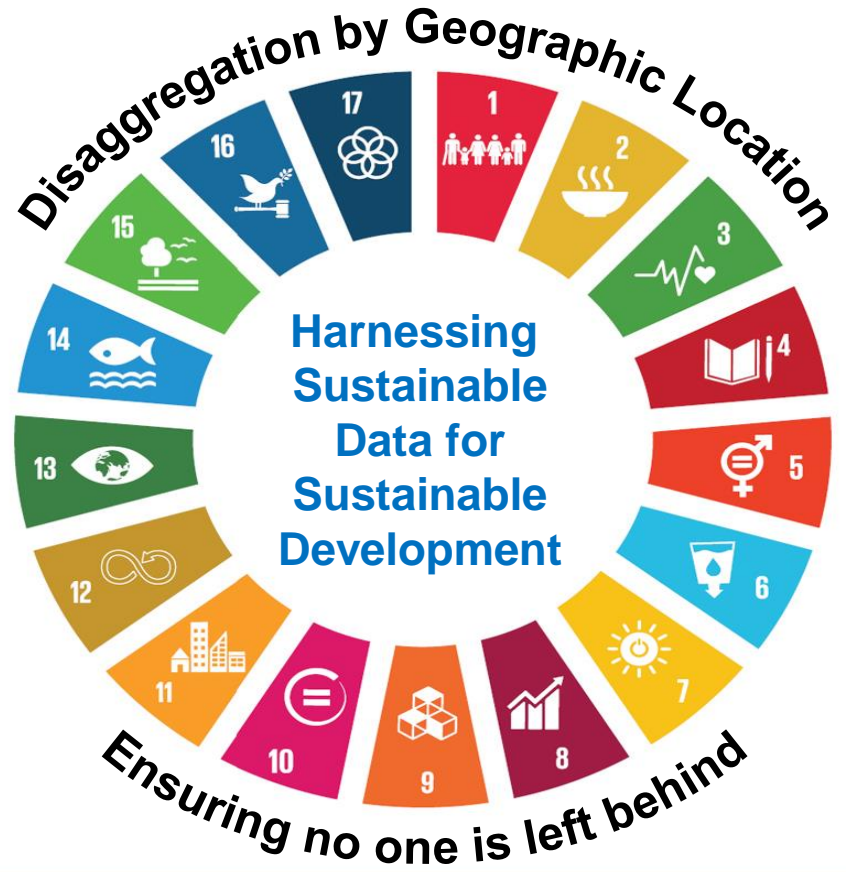 Disaggregation by Geographic Location
17
1
16
2
15
3
14
4
13
5
12
6
11
7
10
8
9
Harnessing
Sustainable
Data for
Sustainable
Development
Ensuring no one is left behind